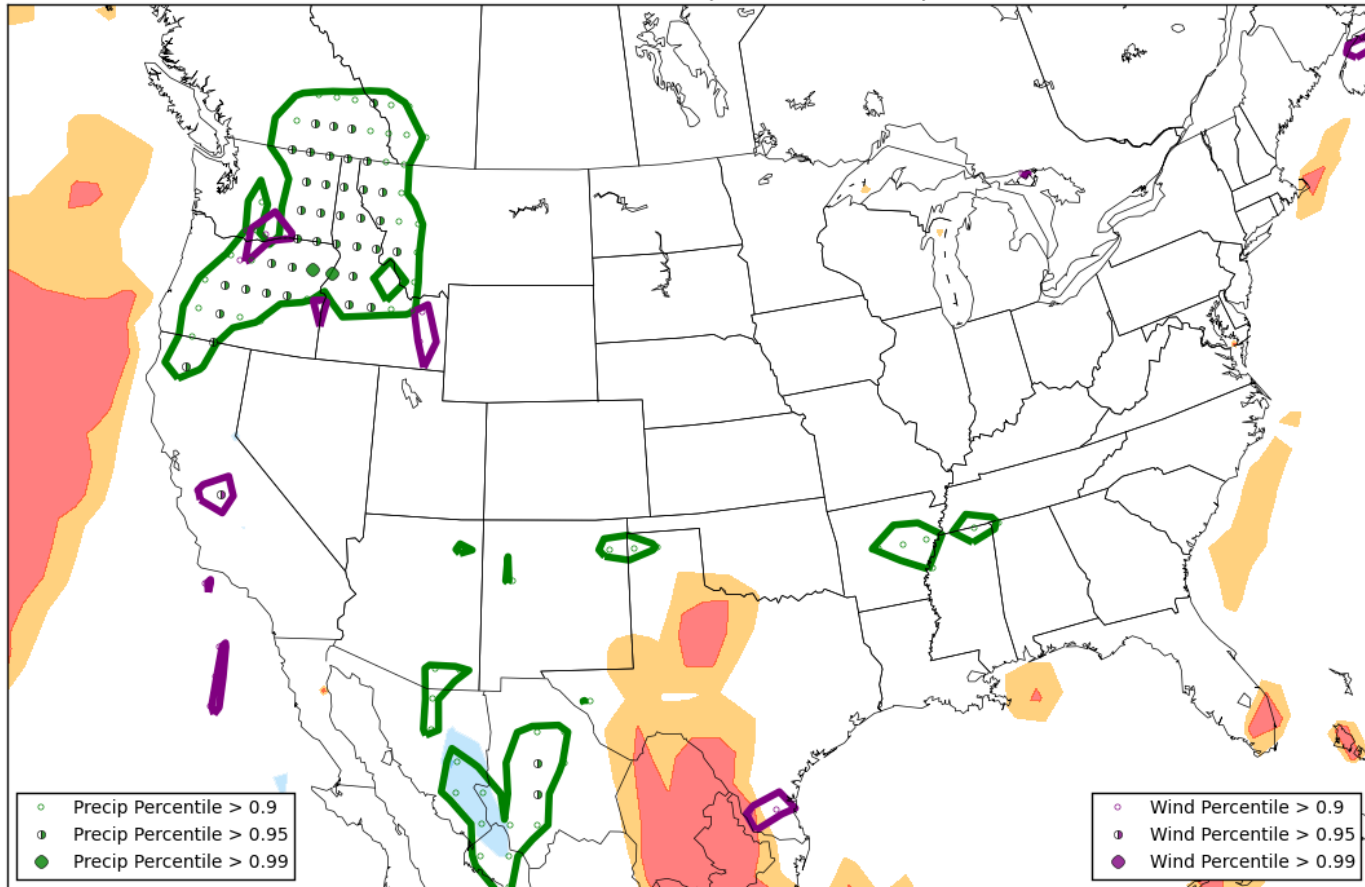 Precip Percentile > 0.9
Precip Percentile > 0.95
Precip Percentile > 0.99
Wind Percentile > 0.9
Wind Percentile > 0.95
Wind Percentile > 0.99